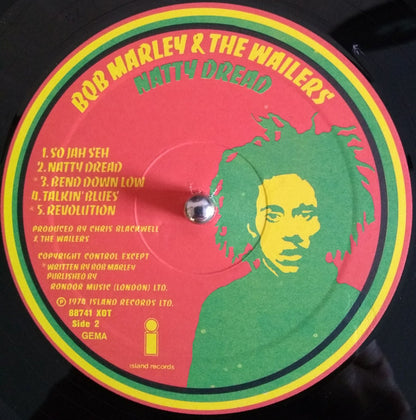 BOB MARLEY & THE WAILERS
NATTY DREAD
1. SO JAH S'EH
* 2. NATTY DREAD
* 3. BEND DOWN LOW
4. TALKIN' BLUES
* 5. REVOLUTION
PRODUCED BY CHRIS BLACKWELL
& THE WAILERS
COPYRIGHT CONTROL EXCEPT
* WRITTEN BY BOB MARLEY
PUBLISHED BY
RONDOR MUSIC (LONDON) LTD.
℗ 1974 ISLAND RECORDS LTD.
88741 XOT
Side 2
GEMA
i
island records